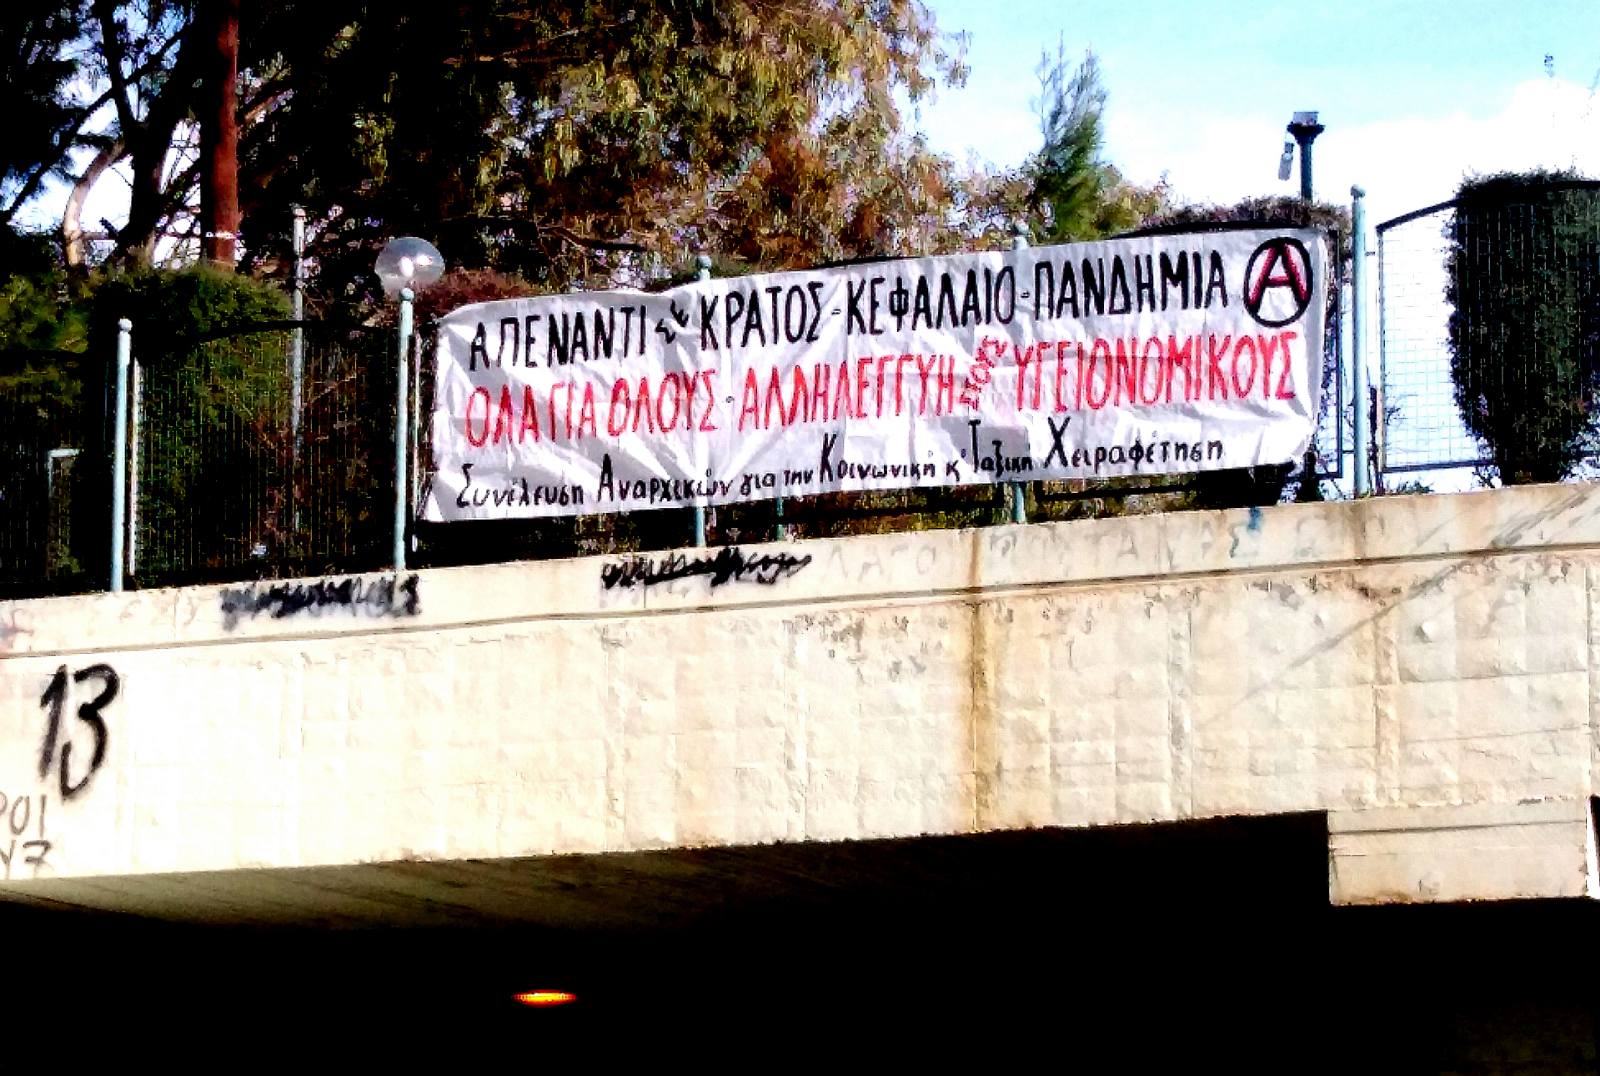 ΑΠΕΝΑΝΤΙ ΣΕ ΚΡΑΤΟΣ-ΚΕΦΑΛΑΙΟ-ΠΑΝΔΗΜΙΑ Ⓐ
ΟΛΑ ΓΙΑ ΟΛΟΥΣ-ΑΛΛΗΛΕΓΓΥΗ ΣΤΟΥΣ ΥΓΕΙΟΝΟΜΙΚΟΥΣ
Συνέλευση Αναρχικών για την Κοινωνική κ' Ταξική Χειραφέτηση
13